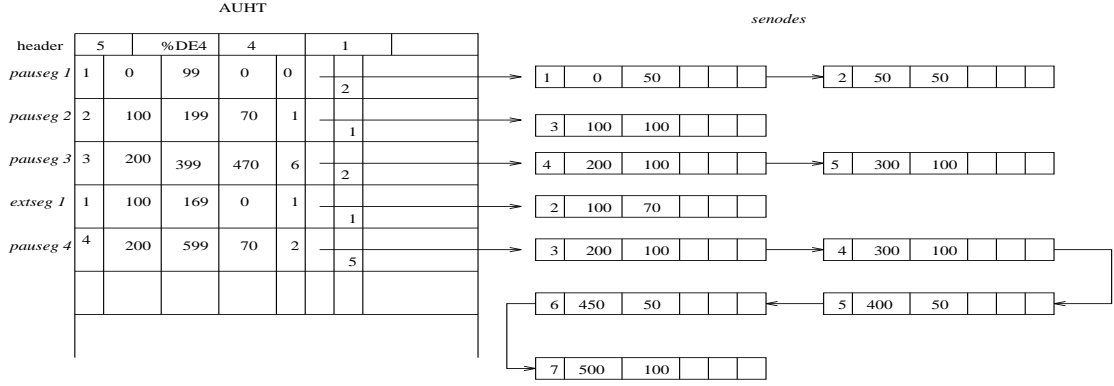 AUHT
senodes
header 5 %DE4 4 1
pauseg 1 1 0 99 0 0 2
1 0 50
2 50 50
pauseg 2 2 100 199 70 1 1
3 100 100
pauseg 3 3 200 399 470 6 2
4 200 100
5 300 100
extseg 1 1 100 169 0 1 1
2 100 70
pauseg 4 4 200 599 70 2 5
3 200 100
4 300 100
6 450 50
5 400 50
7 500 100